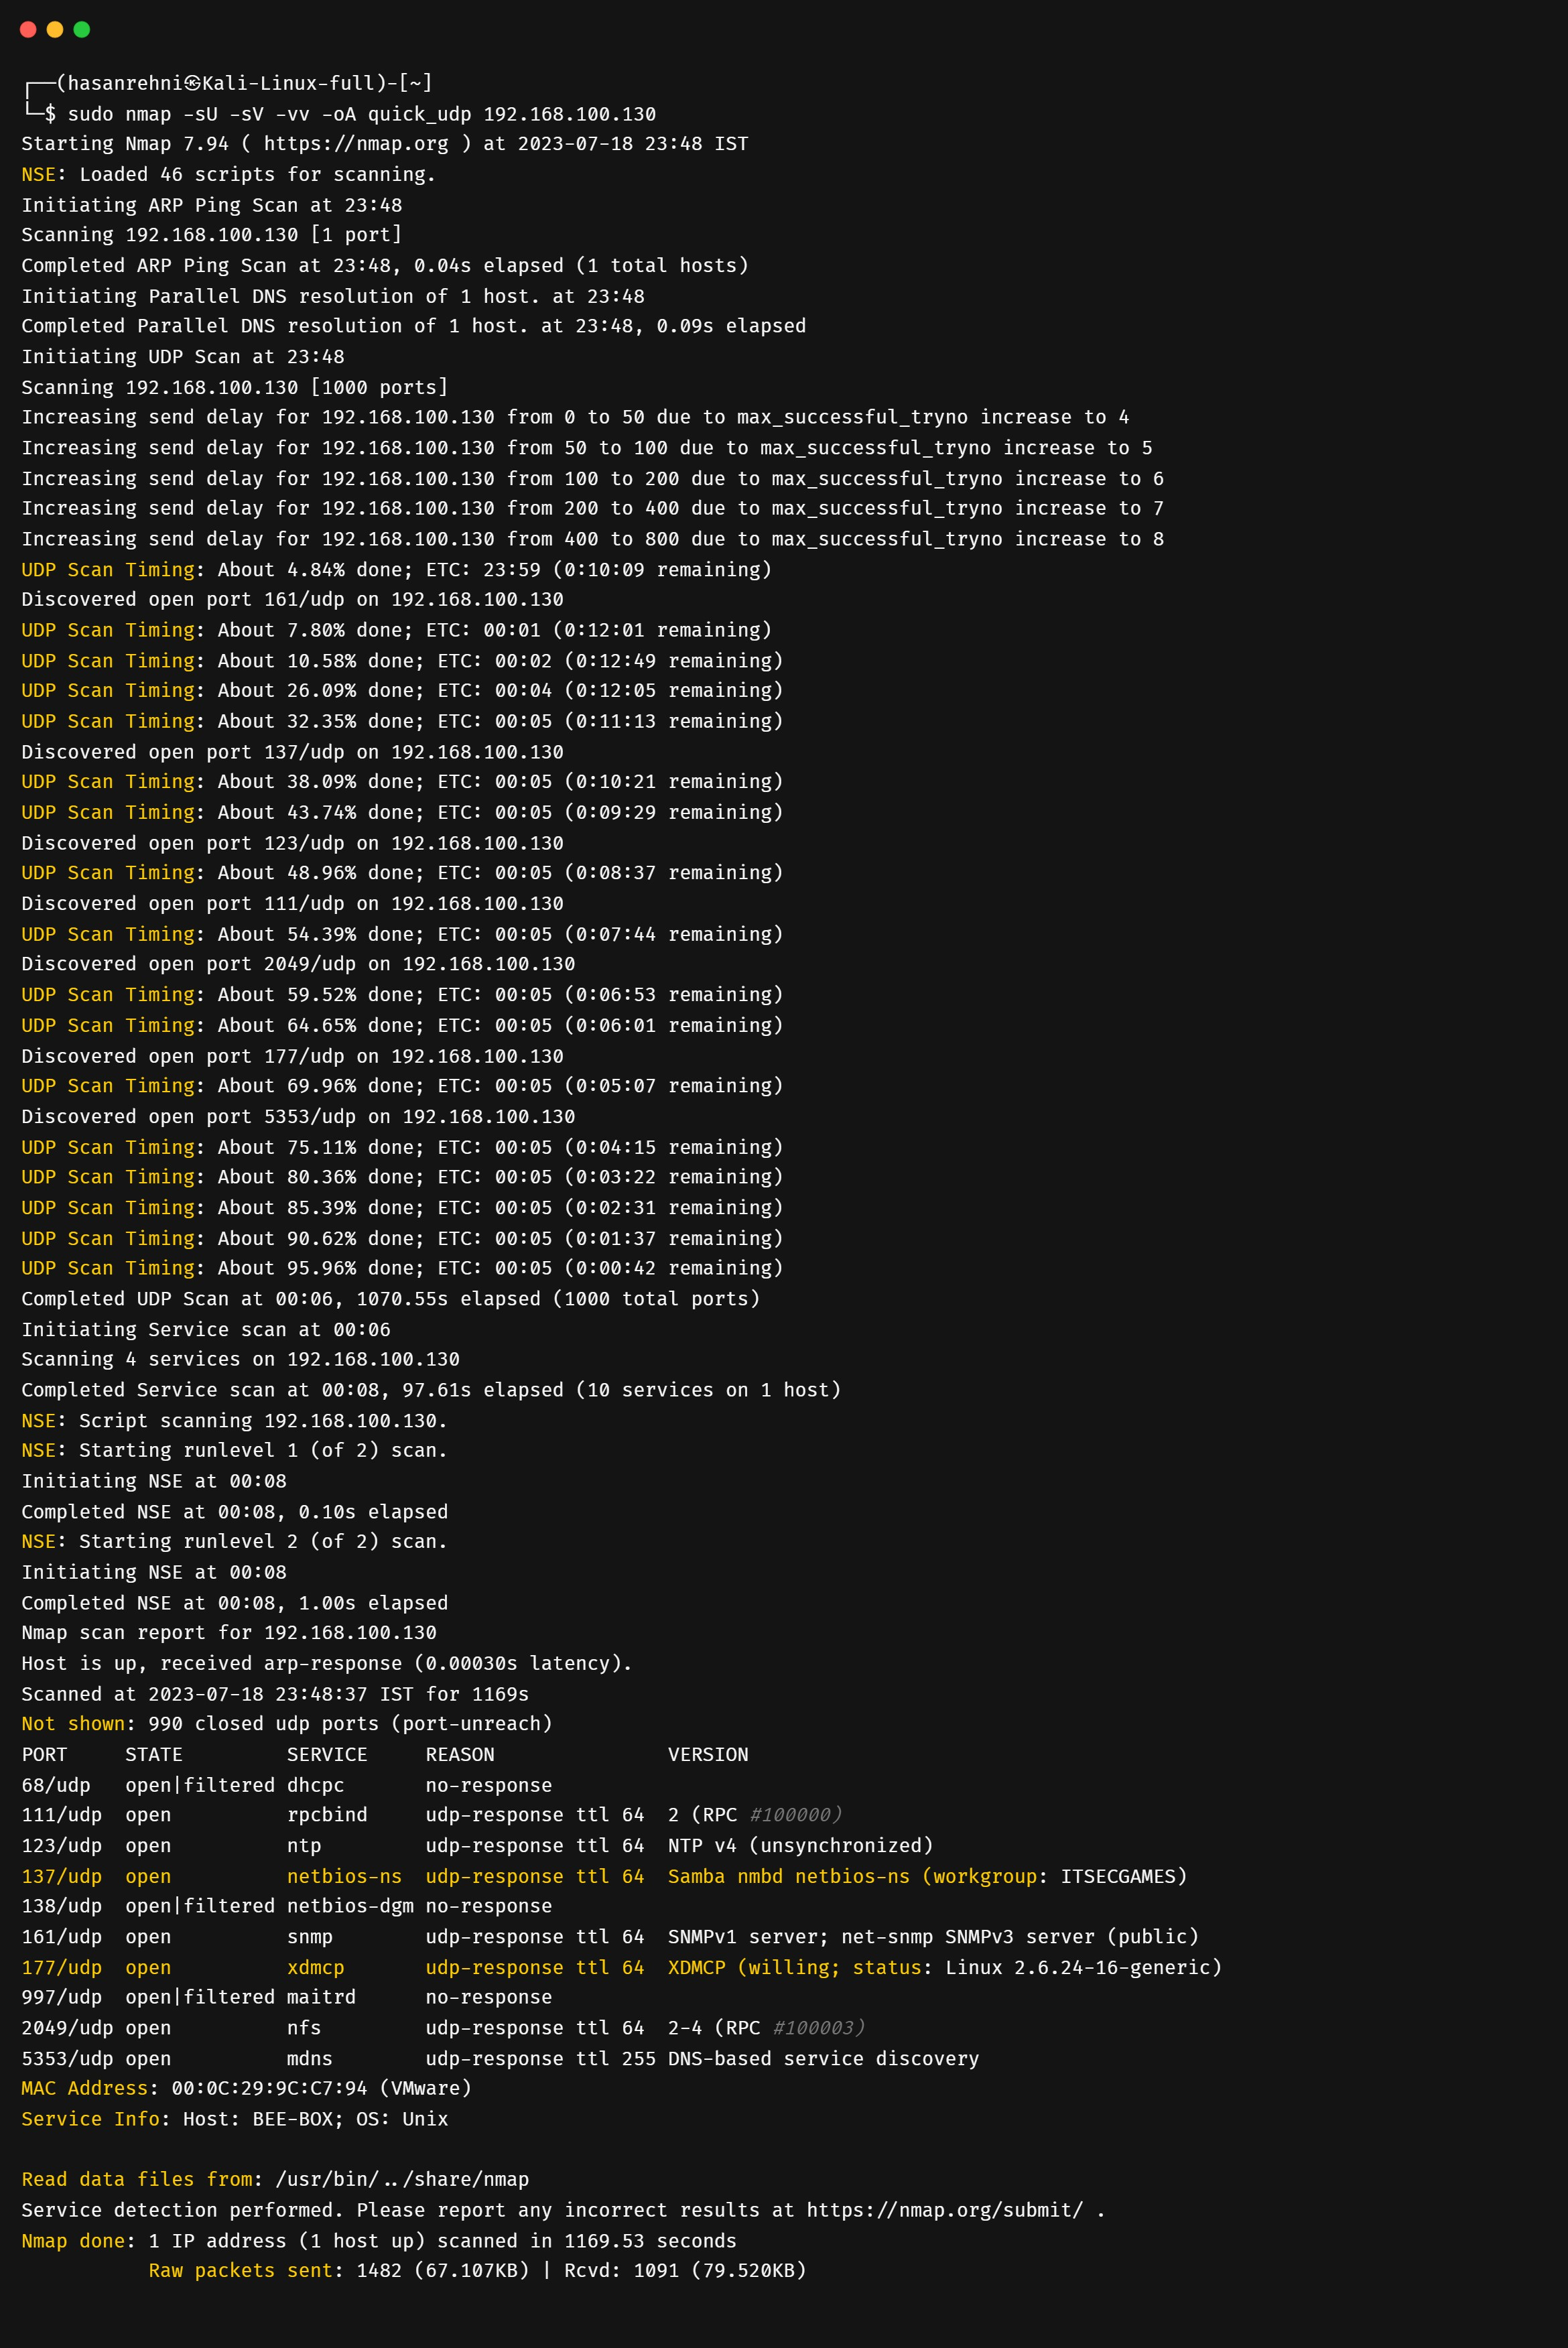 ┌──(hasanrehni㉿Kali-Linux-full)-[~]
└─$ sudo nmap -sU -sV -vv -oA quick_udp 192.168.100.130
Starting Nmap 7.94 ( https://nmap.org ) at 2023-07-18 23:48 IST
NSE: Loaded 46 scripts for scanning.
Initiating ARP Ping Scan at 23:48
Scanning 192.168.100.130 [1 port]
Completed ARP Ping Scan at 23:48, 0.04s elapsed (1 total hosts)
Initiating Parallel DNS resolution of 1 host. at 23:48
Completed Parallel DNS resolution of 1 host. at 23:48, 0.09s elapsed
Initiating UDP Scan at 23:48
Scanning 192.168.100.130 [1000 ports]
Increasing send delay for 192.168.100.130 from 0 to 50 due to max_successful_tryno increase to 4
Increasing send delay for 192.168.100.130 from 50 to 100 due to max_successful_tryno increase to 5
Increasing send delay for 192.168.100.130 from 100 to 200 due to max_successful_tryno increase to 6
Increasing send delay for 192.168.100.130 from 200 to 400 due to max_successful_tryno increase to 7
Increasing send delay for 192.168.100.130 from 400 to 800 due to max_successful_tryno increase to 8
UDP Scan Timing: About 4.84% done; ETC: 23:59 (0:10:09 remaining)
Discovered open port 161/udp on 192.168.100.130
UDP Scan Timing: About 7.80% done; ETC: 00:01 (0:12:01 remaining)
UDP Scan Timing: About 10.58% done; ETC: 00:02 (0:12:49 remaining)
UDP Scan Timing: About 26.09% done; ETC: 00:04 (0:12:05 remaining)
UDP Scan Timing: About 32.35% done; ETC: 00:05 (0:11:13 remaining)
Discovered open port 137/udp on 192.168.100.130
UDP Scan Timing: About 38.09% done; ETC: 00:05 (0:10:21 remaining)
UDP Scan Timing: About 43.74% done; ETC: 00:05 (0:09:29 remaining)
Discovered open port 123/udp on 192.168.100.130
UDP Scan Timing: About 48.96% done; ETC: 00:05 (0:08:37 remaining)
Discovered open port 111/udp on 192.168.100.130
UDP Scan Timing: About 54.39% done; ETC: 00:05 (0:07:44 remaining)
Discovered open port 2049/udp on 192.168.100.130
UDP Scan Timing: About 59.52% done; ETC: 00:05 (0:06:53 remaining)
UDP Scan Timing: About 64.65% done; ETC: 00:05 (0:06:01 remaining)
Discovered open port 177/udp on 192.168.100.130
UDP Scan Timing: About 69.96% done; ETC: 00:05 (0:05:07 remaining)
Discovered open port 5353/udp on 192.168.100.130
UDP Scan Timing: About 75.11% done; ETC: 00:05 (0:04:15 remaining)
UDP Scan Timing: About 80.36% done; ETC: 00:05 (0:03:22 remaining)
UDP Scan Timing: About 85.39% done; ETC: 00:05 (0:02:31 remaining)
UDP Scan Timing: About 90.62% done; ETC: 00:05 (0:01:37 remaining)
UDP Scan Timing: About 95.96% done; ETC: 00:05 (0:00:42 remaining)
Completed UDP Scan at 00:06, 1070.55s elapsed (1000 total ports)
Initiating Service scan at 00:06
Scanning 4 services on 192.168.100.130
Completed Service scan at 00:08, 97.61s elapsed (10 services on 1 host)
NSE: Script scanning 192.168.100.130.
NSE: Starting runlevel 1 (of 2) scan.
Initiating NSE at 00:08
Completed NSE at 00:08, 0.10s elapsed
NSE: Starting runlevel 2 (of 2) scan.
Initiating NSE at 00:08
Completed NSE at 00:08, 1.00s elapsed
Nmap scan report for 192.168.100.130
Host is up, received arp-response (0.00030s latency).
Scanned at 2023-07-18 23:48:37 IST for 1169s
Not shown: 990 closed udp ports (port-unreach)
PORT     STATE         SERVICE     REASON               VERSION
68/udp   open|filtered dhcpc       no-response
111/udp  open          rpcbind     udp-response ttl 64  2 (RPC #100000)
123/udp  open          ntp         udp-response ttl 64  NTP v4 (unsynchronized)
137/udp  open          netbios-ns  udp-response ttl 64  Samba nmbd netbios-ns (workgroup: ITSECGAMES)
138/udp  open|filtered netbios-dgm no-response
161/udp  open          snmp        udp-response ttl 64  SNMPv1 server; net-snmp SNMPv3 server (public)
177/udp  open          xdmcp       udp-response ttl 64  XDMCP (willing; status: Linux 2.6.24-16-generic)
997/udp  open|filtered maitrd      no-response
2049/udp open          nfs         udp-response ttl 64  2-4 (RPC #100003)
5353/udp open          mdns        udp-response ttl 255 DNS-based service discovery
MAC Address: 00:0C:29:9C:C7:94 (VMware)
Service Info: Host: BEE-BOX; OS: Unix
Read data files from: /usr/bin/../share/nmap
Service detection performed. Please report any incorrect results at https://nmap.org/submit/ .
Nmap done: 1 IP address (1 host up) scanned in 1169.53 seconds
           Raw packets sent: 1482 (67.107KB) | Rcvd: 1091 (79.520KB)